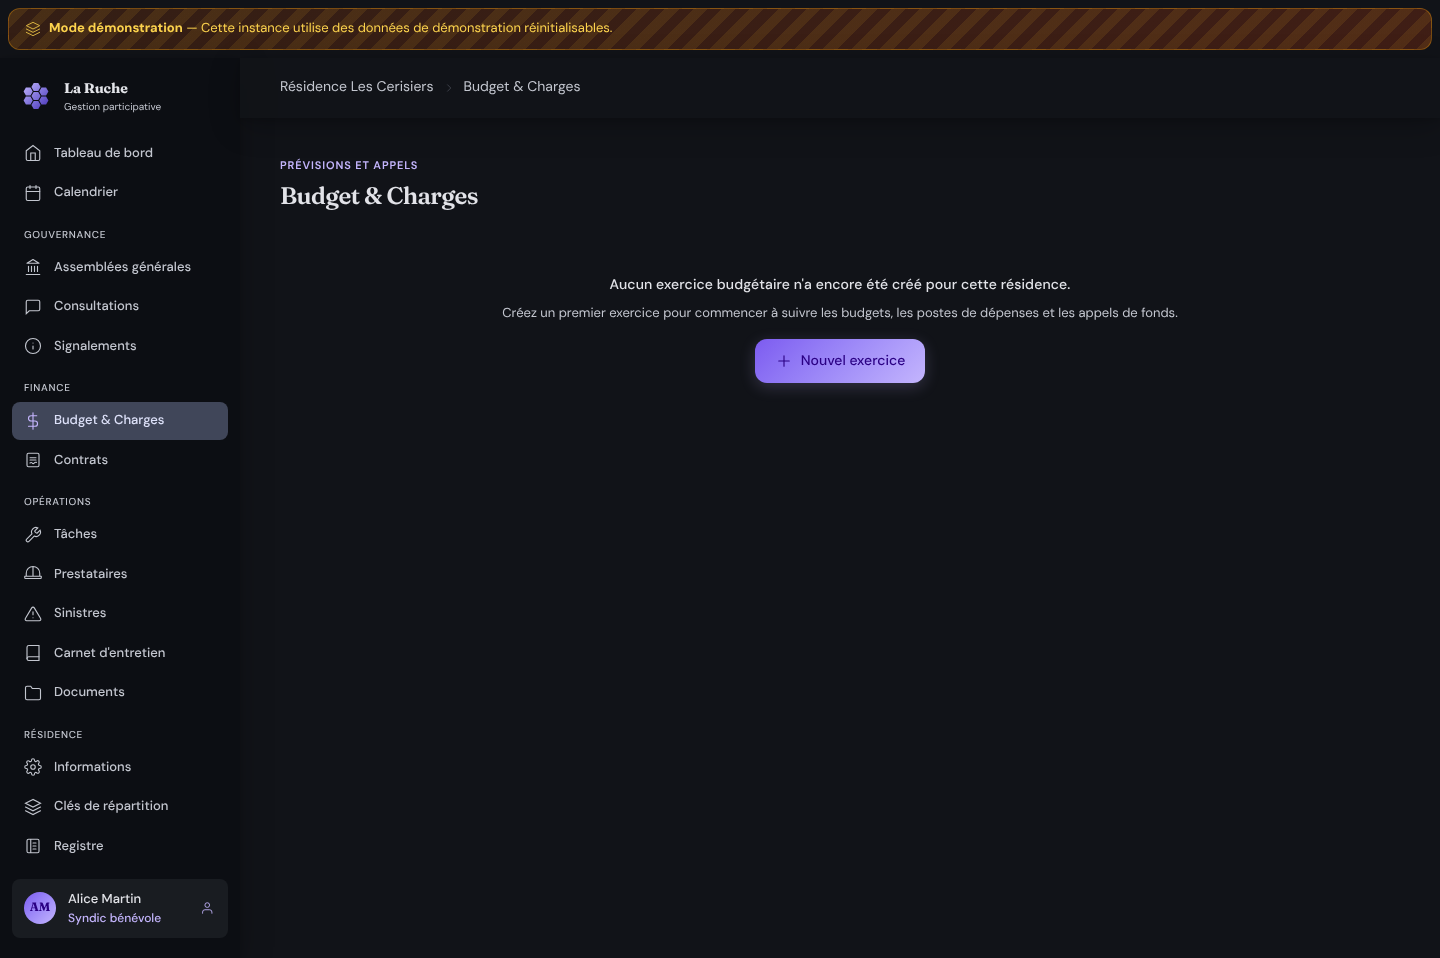 Mode démonstration — Cette instance utilise des données de démonstration réinitialisables.
La Ruche
Gestion participative
Tableau de bord
Calendrier
GOUVERNANCE
Assemblées générales
Consultations
Signalements
FINANCE
Budget & Charges
Contrats
OPÉRATIONS
Tâches
Prestataires
Sinistres
Carnet d'entretien
Documents
RÉSIDENCE
Informations
Clés de répartition
Registre
AM
Alice Martin
Syndic bénévole
Résidence Les Cerisiers > Budget & Charges
PRÉVISIONS ET APPELS
Budget & Charges
Aucun exercice budgétaire n'a encore été créé pour cette résidence.
Créez un premier exercice pour commencer à suivre les budgets, les postes de dépenses et les appels de fonds.
Nouvel exercice